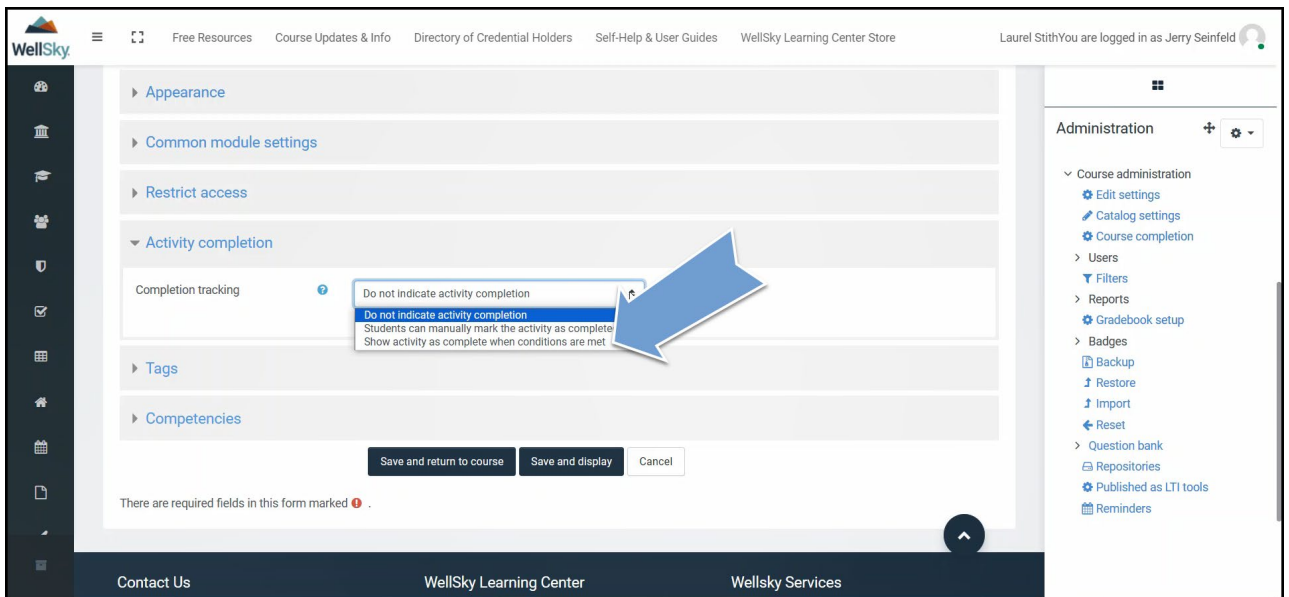 WellSky.
Free Resources Course Updates & Info Directory of Credential Holders Self-Help & User Guides WellSky Learning Center Store Laurel StithYou are logged in as Jerry Seinfeld
Appearance
Common module settings
Restrict access
Activity completion
Completion tracking
Do not indicate activity completion
Do not indicate activity completion
Students can manually mark the activity as complete
Show activity as complete when conditions are met
Tags
Competencies
Save and return to course Save and display Cancel
There are required fields in this form marked .
Contact Us WellSky Learning Center Wellsky Services
Administration
Course administration
Edit settings
Catalog settings
Course completion
Users
Filters
Reports
Gradebook setup
Badges
Backup
Restore
Import
Reset
Question bank
Repositories
Published as LTI tools
Reminders